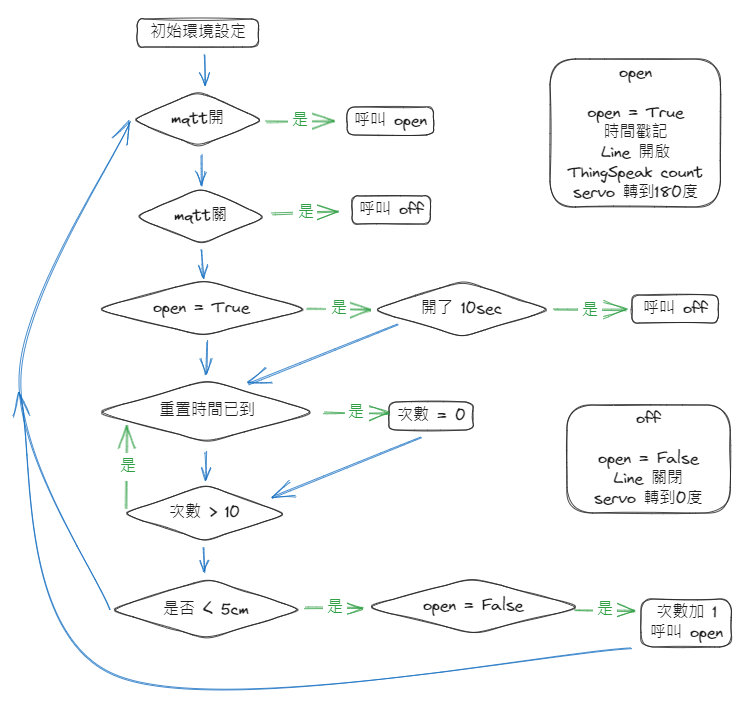 初始環境設定
mqtt開
是
呼叫 open
mqtt關
是
呼叫 off
open = True
是
開了 10sec
是
呼叫 off
重置時間已到
是
次數 = 0
是
次數 > 10
是否 < 5cm
是
open = False
是
次數加 1
呼叫 open
open
open = True
時間戳記
Line 開啟
ThingSpeak count
servo 轉到180度
off
open = False
Line 關閉
servo 轉到0度